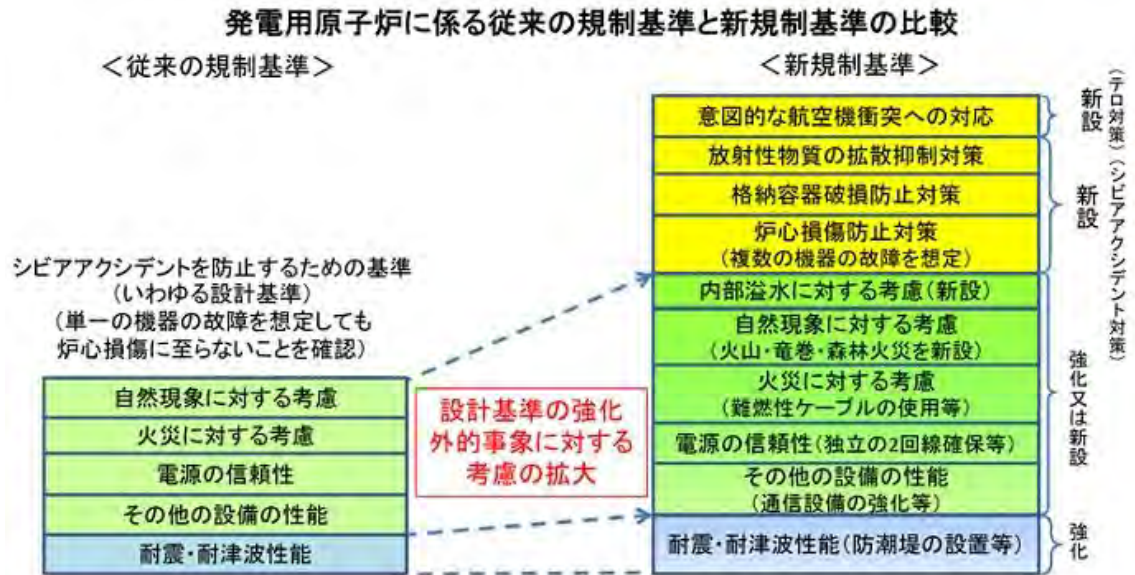 発電用原子炉に係る従来の規制基準と新規制基準の比較
＜従来の規制基準＞
シビアアクシデントを防止するための基準
(いわゆる設計基準)
(単一の機器の故障を想定しても
炉心損傷に至らないことを確認)
自然現象に対する考慮
火災に対する考慮
電源の信頼性
その他の設備の性能
耐震・耐津波性能
設計基準の強化
外的事象に対する
考慮の拡大
＜新規制基準＞
意図的な航空機衝突への対応
放射性物質の拡散抑制対策
格納容器破損防止対策
炉心損傷防止対策
(複数の機器の故障を想定)
内部溢水に対する考慮(新設)
自然現象に対する考慮
(火山・竜巻・森林火災を新設)
火災に対する考慮
(難燃性ケーブルの使用等)
電源の信頼性(独立の2回線確保等)
その他の設備の性能
(通信設備の強化等)
耐震・耐津波性能(防潮堤の設置等)
新設
(テロ対策)
新設
(シビアアクシデント対策)
強化又は新設
強化